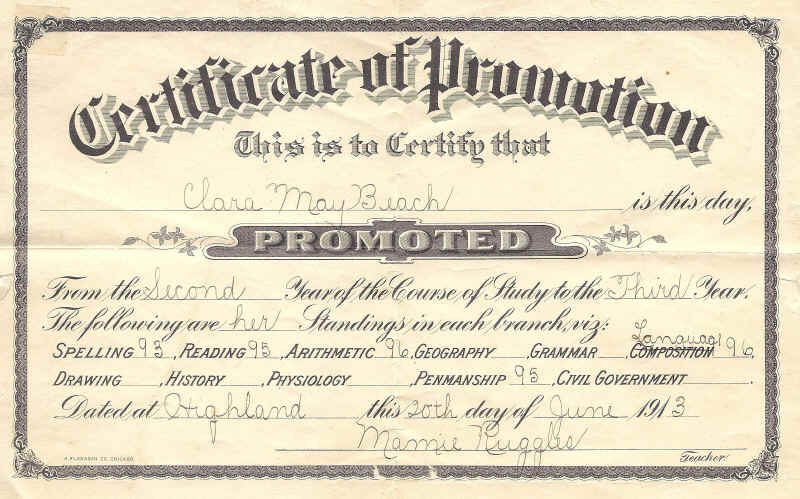 Certificate of Promotion
This is to Certify that
Clara May Beach is this day,
PROMOTED
From the Second Year of the Course of Study to the Third Year.
The following are her Standings in each branch, viz:
Language
SPELLING 93, READING 95, ARITHMETIC 96, GEOGRAPHY , GRAMMAR , COMPOSITION 96,
DRAWING , HISTORY , PHYSIOLOGY , PENMANSHIP 95, CIVIL GOVERNMENT .
Dated at Highland this 20th day of June 1913
Mamie Ruggles
A. FLANAGAN CO. CHICAGO. Teacher.